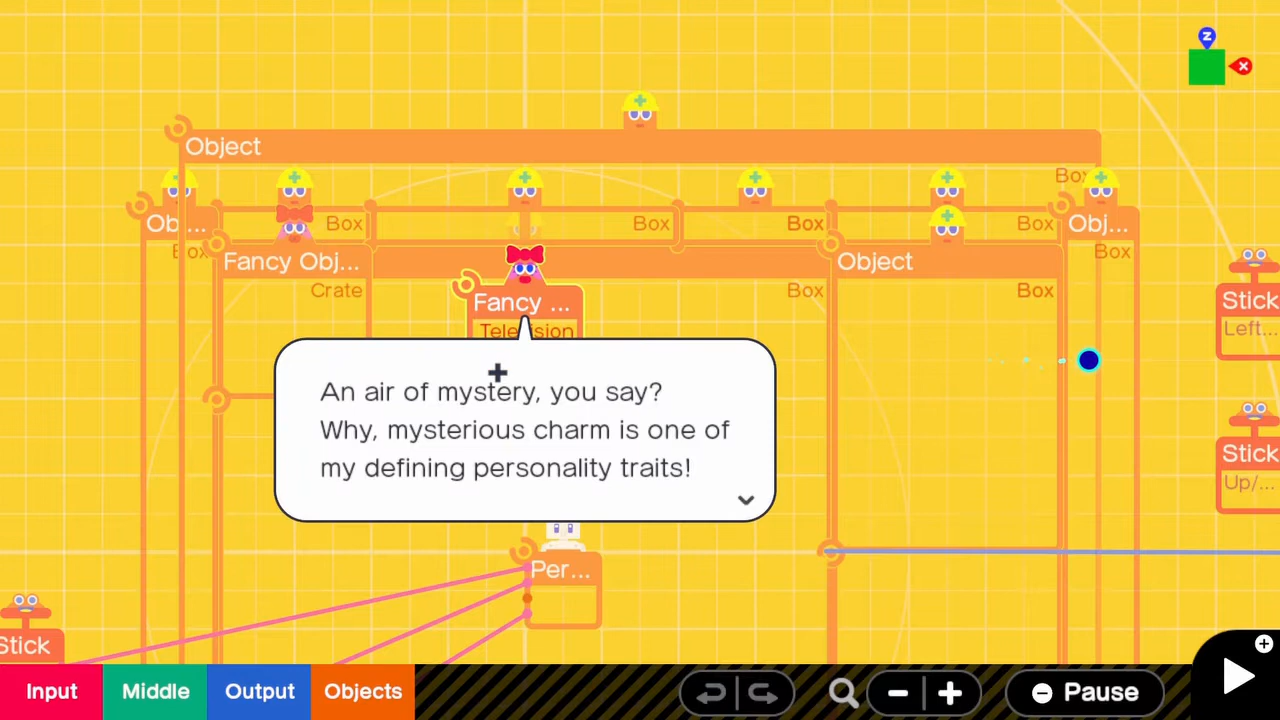 Z
X
Object
Box
Ob...
Box
Box
Box
Box
Obj...
Box
Box
Fancy Obj...
Crate
Box
Object
Box
Fancy ...
Television
An air of mystery, you say?
Why, mysterious charm is one of
my defining personality traits!
Stick
Left...
Stick
Up/...
Per...
Stick
Input
Middle
Output
Objects
Pause